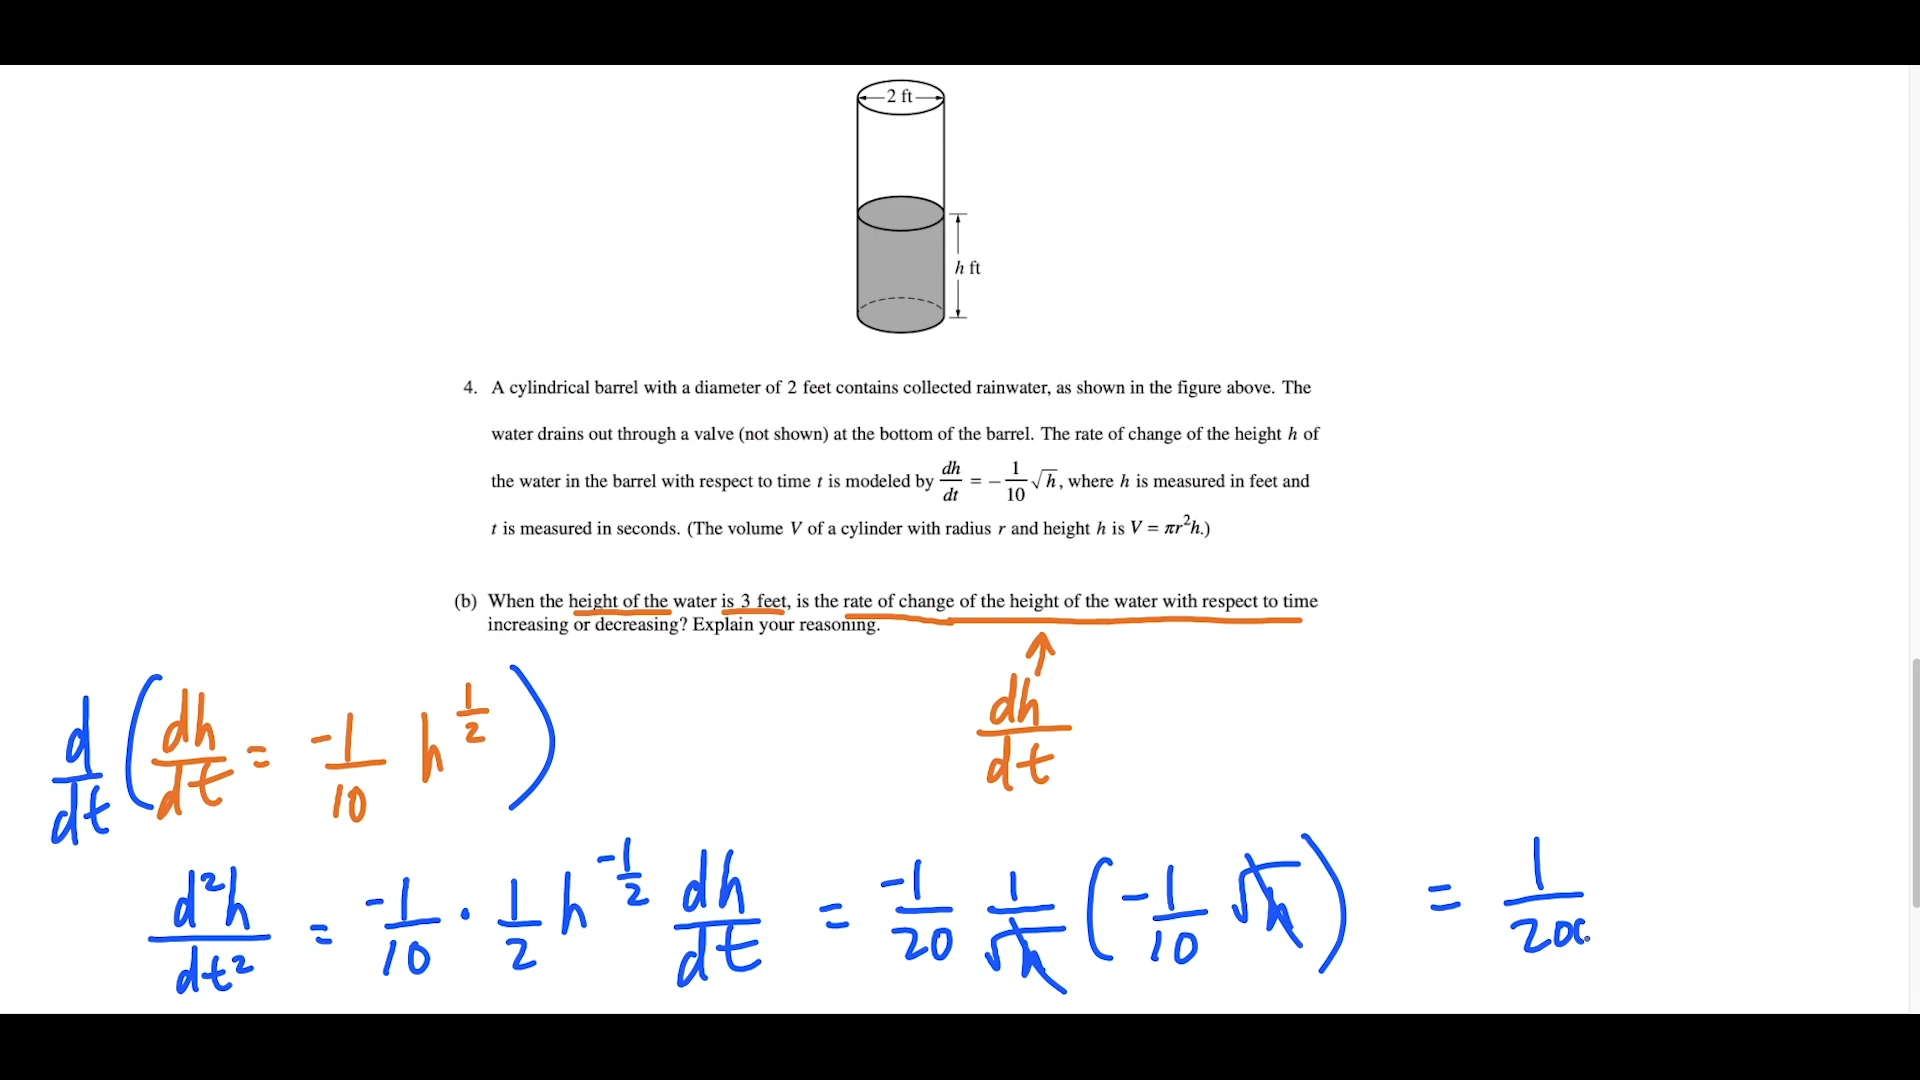 2 ft
h ft
4. A cylindrical barrel with a diameter of 2 feet contains collected rainwater, as shown in the figure above. The
water drains out through a valve (not shown) at the bottom of the barrel. The rate of change of the height h of
the water in the barrel with respect to time t is modeled by dh/dt = −1/10 √h, where h is measured in feet and
t is measured in seconds. (The volume V of a cylinder with radius r and height h is V = πr²h.)
(b) When the height of the water is 3 feet, is the rate of change of the height of the water with respect to time
increasing or decreasing? Explain your reasoning.
dh/dt
d/dt (dh/dt = -1/10 h^1/2)
d²h/dt² = -1/10 · 1/2 h^-1/2 dh/dt = -1/20 1/√h (-1/10 √h) = 1/200